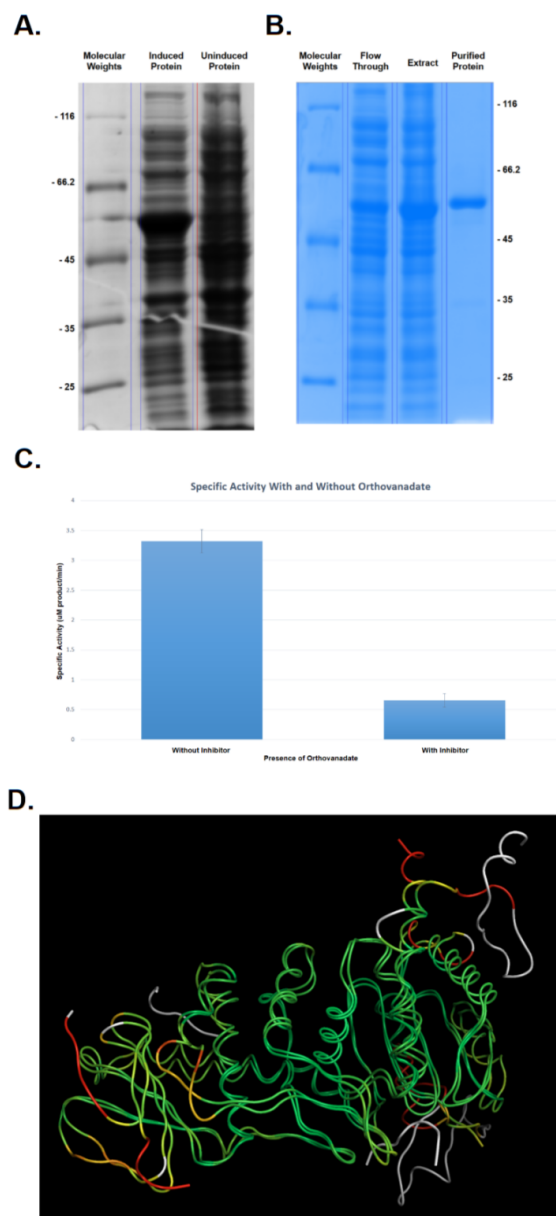 A.
Molecular
Weights
Induced
Protein
Uninduced
Protein
- 116
- 66.2
- 45
- 35
- 25
B.
Molecular
Weights
Flow
Through
Extract
Purified
Protein
- 116
- 66.2
- 45
- 35
- 25
C.
Specific Activity With and Without Orthovanadate
Specific Activity (uM product/min)
4
3.5
3
2.5
2
1.5
1
0.5
0
Without Inhibitor
With Inhibitor
Presence of Orthovanadate
D.